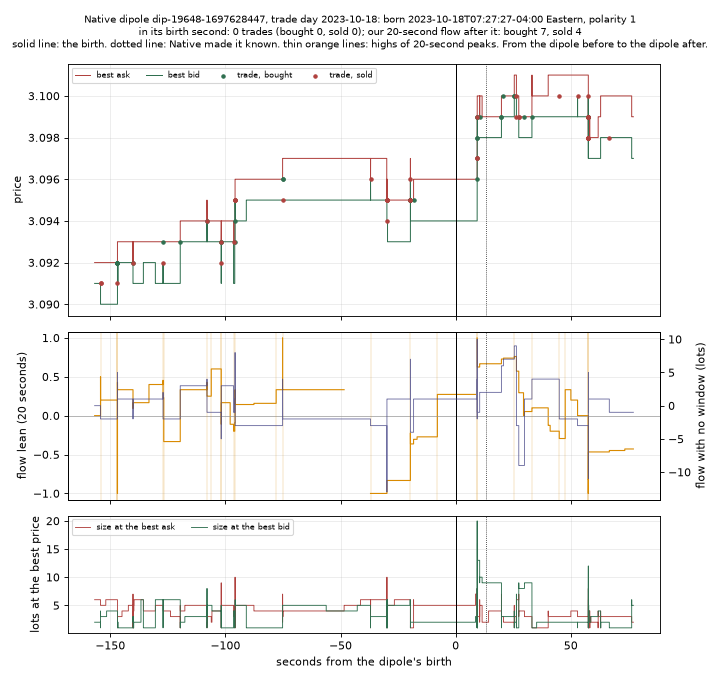 Native dipole dip-19648-1697628447, trade day 2023-10-18: born 2023-10-18T07:27:27-04:00 Eastern, polarity 1
in its birth second: 0 trades (bought 0, sold 0); our 20-second flow after it: bought 7, sold 4
solid line: the birth. dotted line: Native made it known. thin orange lines: highs of 20-second peaks. From the dipole before to the dipole after.
best ask
best bid
trade, bought
trade, sold
3.100
3.098
3.096
3.094
3.092
3.090
price
1.0
0.5
0.0
−0.5
−1.0
flow lean (20 seconds)
10
5
0
−5
−10
flow with no window (lots)
size at the best ask
size at the best bid
20
15
10
5
lots at the best price
−150
−100
−50
0
50
seconds from the dipole's birth